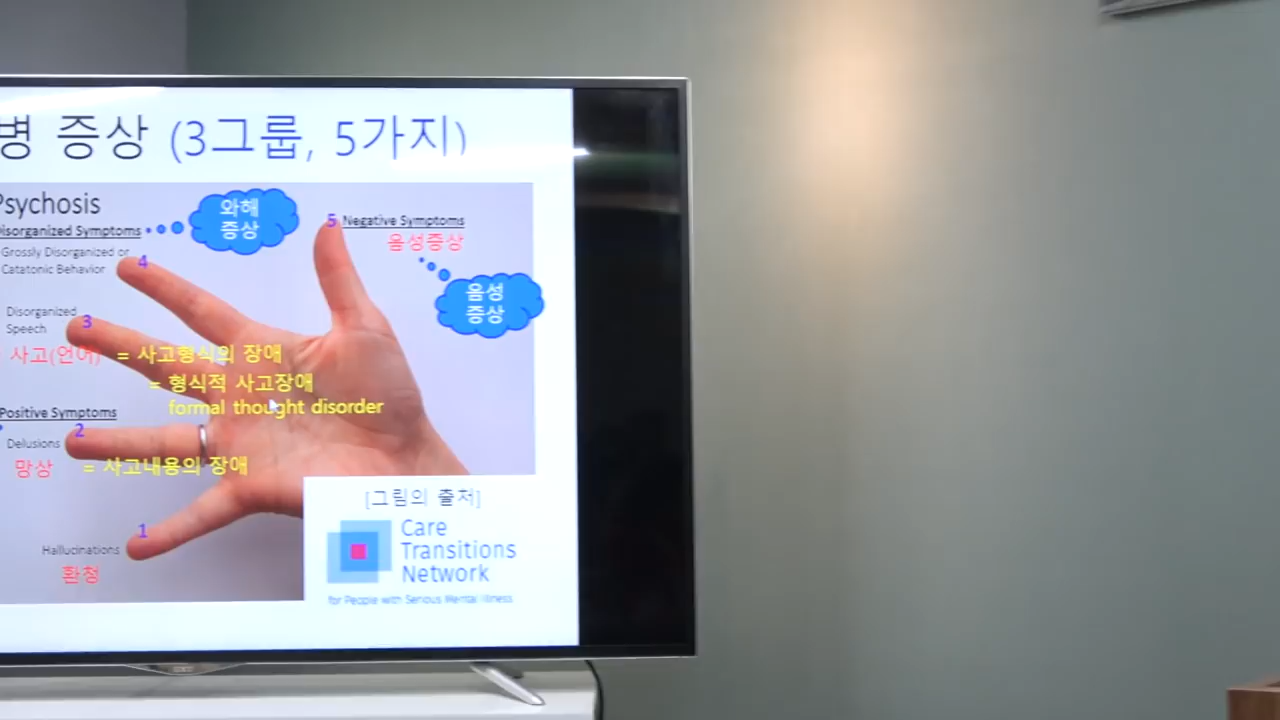 병 증상 (3그룹, 5가지)
Psychosis
와해
증상
Disorganized Symptoms
5 Negative Symptoms
음성증상
Grossly Disorganized or
Catatonic Behavior
4
음성
증상
Disorganized
Speech
3
사고(언어) = 사고형식의 장애
= 형식적 사고장애
formal thought disorder
Positive Symptoms
2
Delusions
망상 = 사고내용의 장애
1
Hallucinations
환청
[그림의 출처]
Care
Transitions
Network
for People with Serious Mental Illness